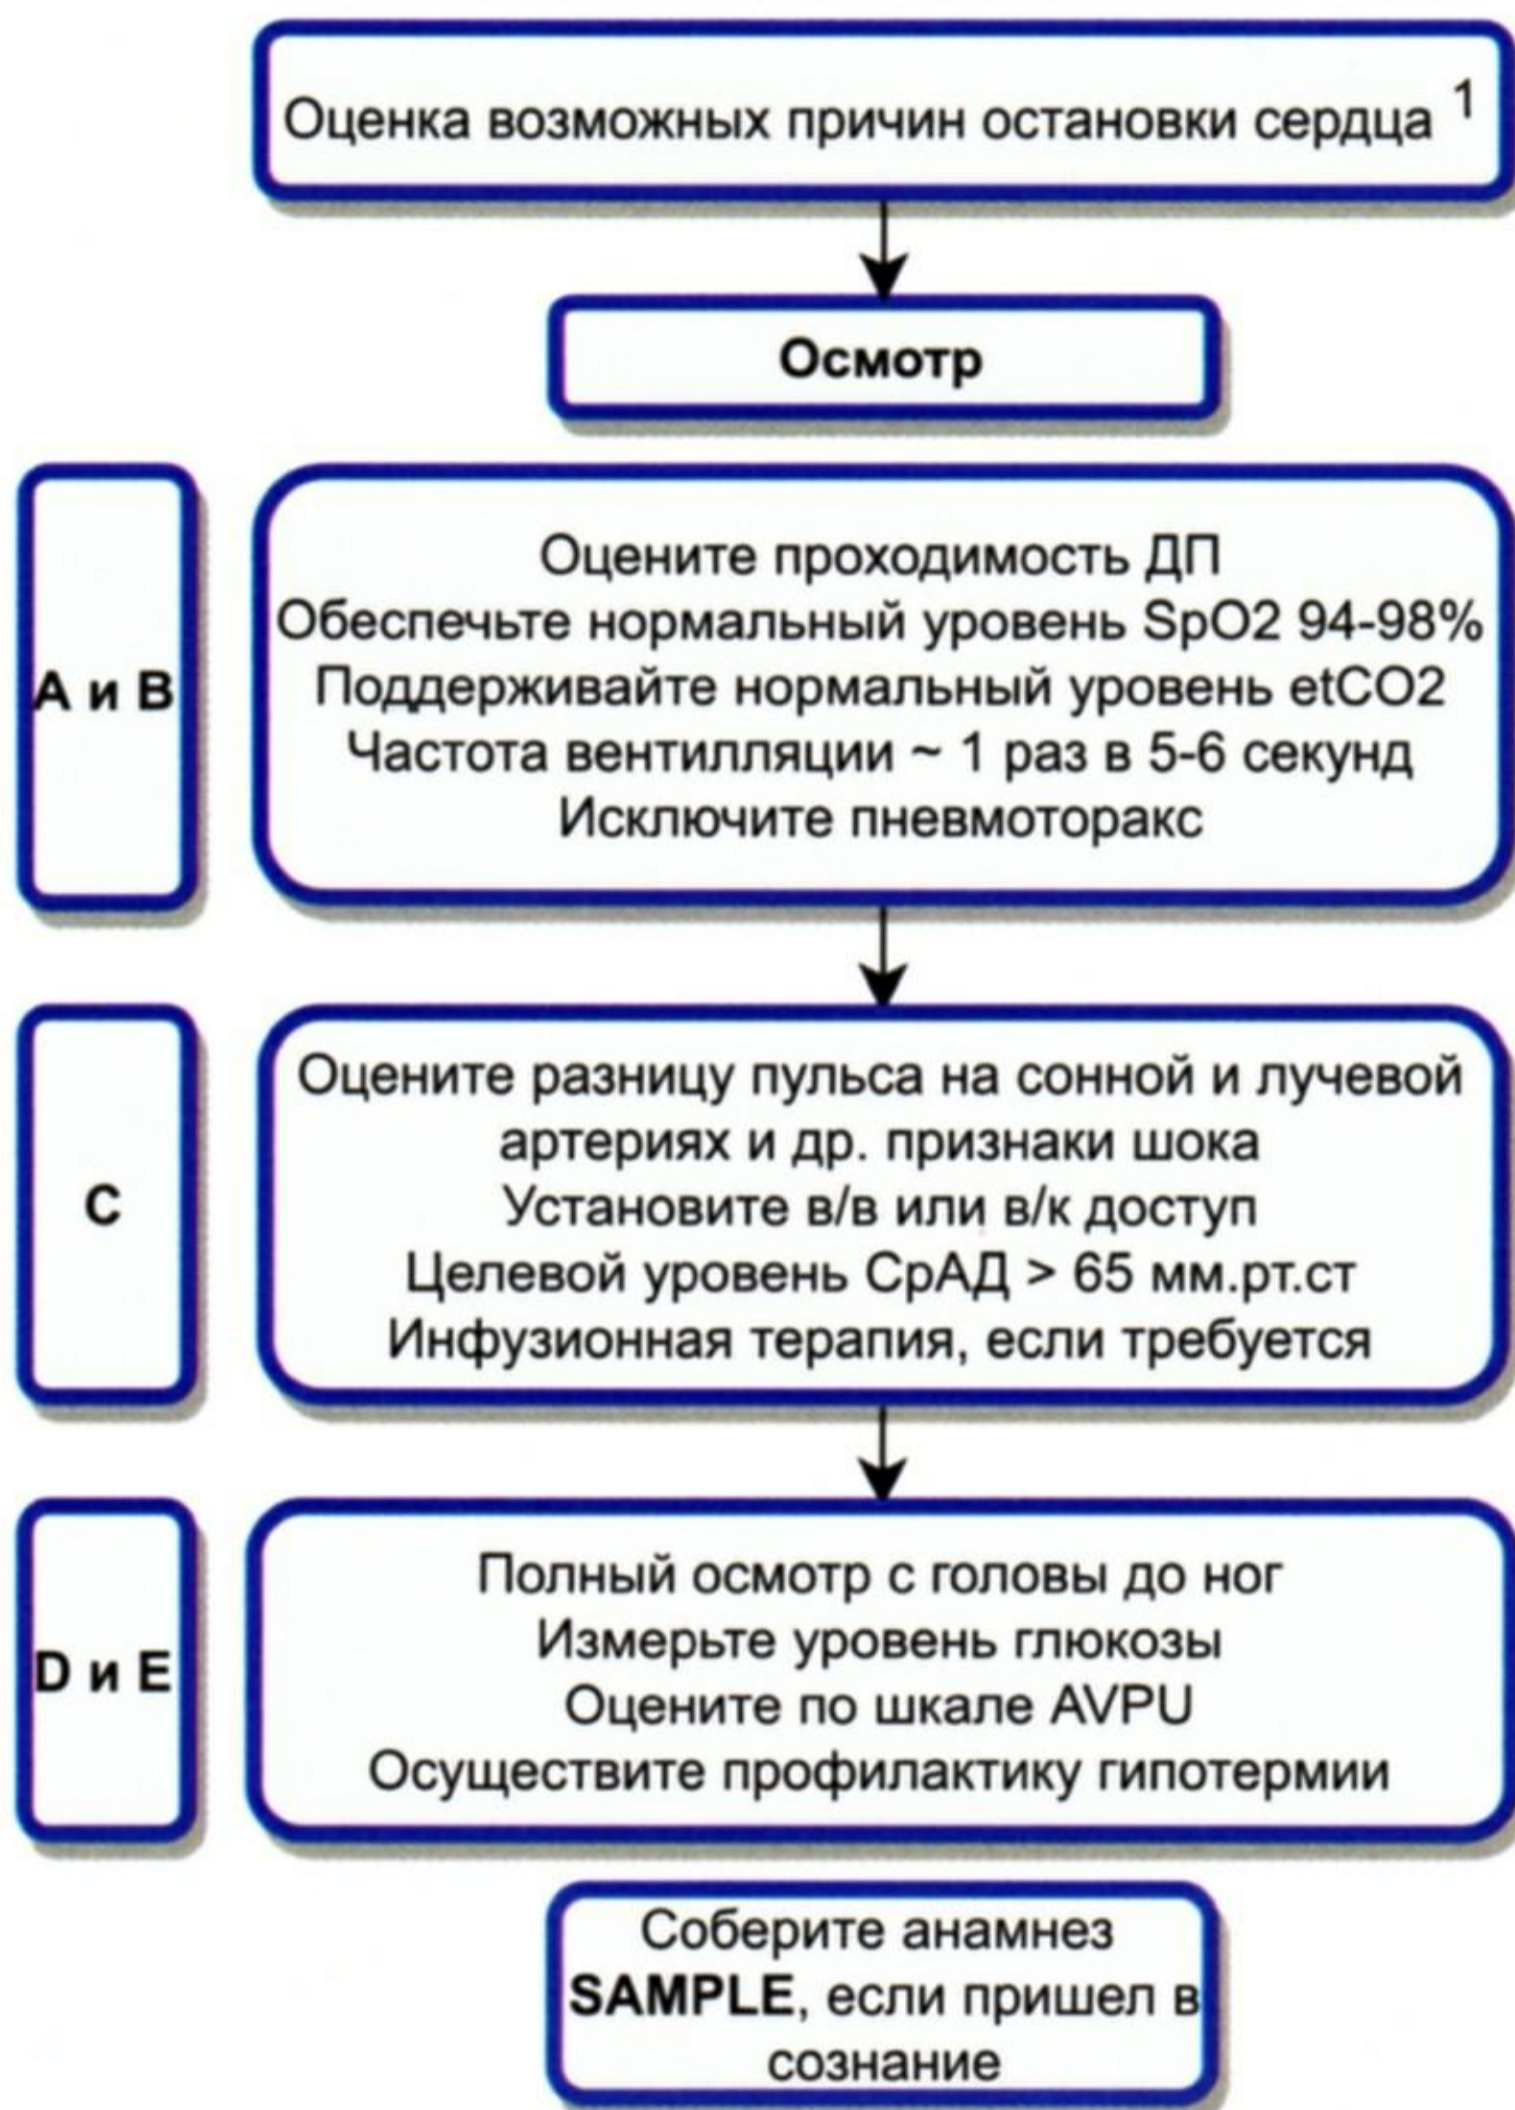 Оценка возможных причин остановки сердца 1
Осмотр
А и В
Оцените проходимость ДП
Обеспечьте нормальный уровень SpO2 94-98%
Поддерживайте нормальный уровень etCO2
Частота вентилляции ~ 1 раз в 5-6 секунд
Исключите пневмоторакс
С
Оцените разницу пульса на сонной и лучевой
артериях и др. признаки шока
Установите в/в или в/к доступ
Целевой уровень СрАД > 65 мм.рт.ст
Инфузионная терапия, если требуется
D и E
Полный осмотр с головы до ног
Измерьте уровень глюкозы
Оцените по шкале AVPU
Осуществите профилактику гипотермии
Соберите анамнез
SAMPLE, если пришел в
сознание